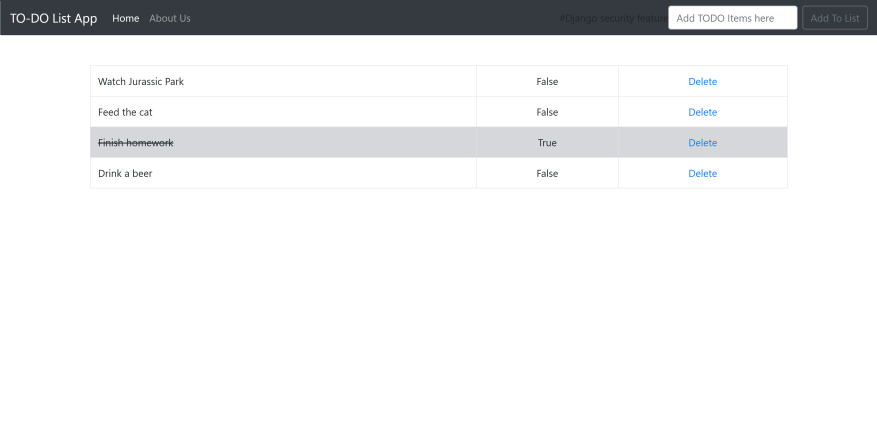 TO-DO List App Home About Us #Django security feature Add TODO Items here Add To List
Watch Jurassic Park False Delete
Feed the cat False Delete
Finish homework True Delete
Drink a beer False Delete